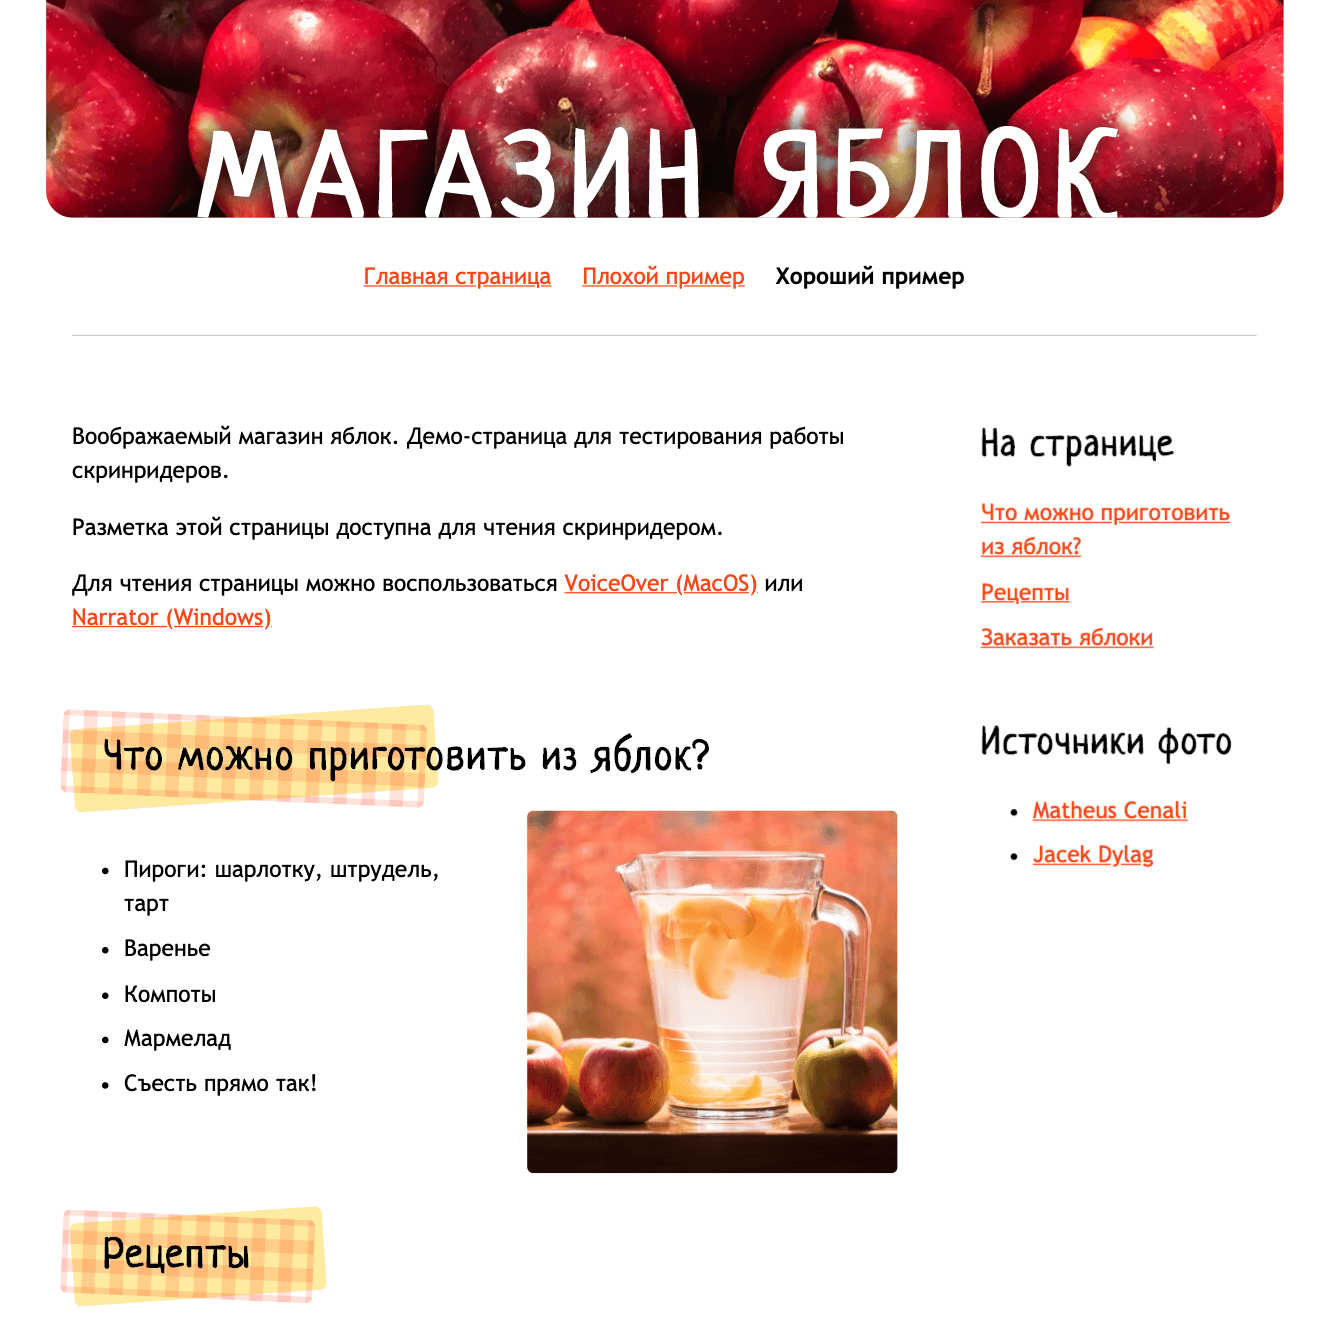 МАГАЗИН ЯБЛОК
Главная страница Плохой пример Хороший пример
Воображаемый магазин яблок. Демо-страница для тестирования работы
скринридеров.
Разметка этой страницы доступна для чтения скринридером.
Для чтения страницы можно воспользоваться VoiceOver (MacOS) или
Narrator (Windows)
Что можно приготовить из яблок?
• Пироги: шарлотку, штрудель,
тарт
• Варенье
• Компоты
• Мармелад
• Съесть прямо так!
Рецепты
На странице
Что можно приготовить
из яблок?
Рецепты
Заказать яблоки
Источники фото
• Matheus Cenali
• Jacek Dylag